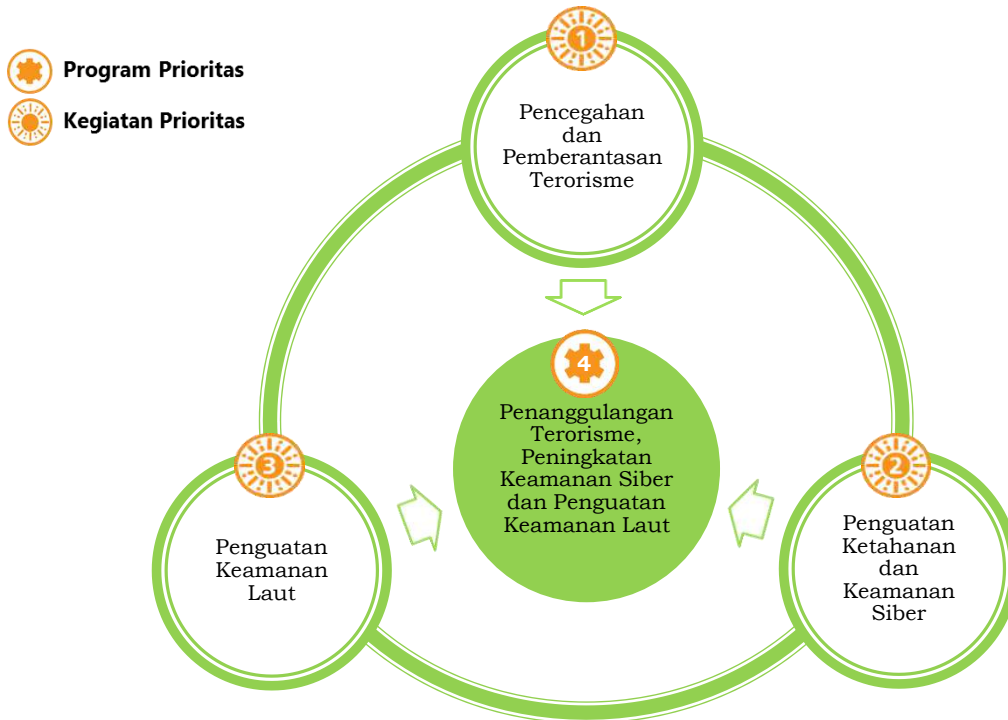 Program Prioritas
Kegiatan Prioritas
1
Pencegahan
dan
Pemberantasan
Terorisme
4
Penanggulangan
Terorisme,
Peningkatan
Keamanan Siber
dan Penguatan
Keamanan Laut
3
Penguatan
Keamanan
Laut
2
Penguatan
Ketahanan
dan
Keamanan
Siber